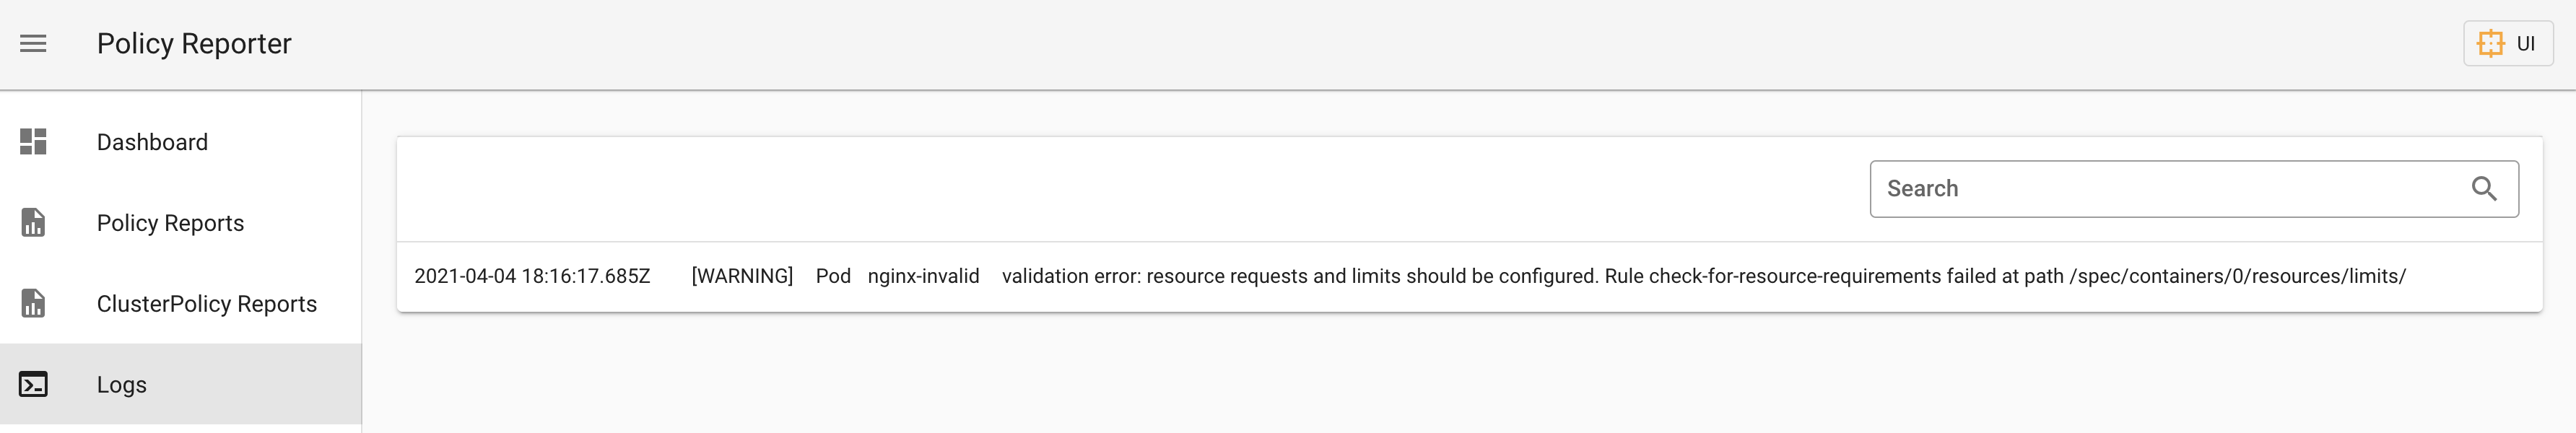 Policy Reporter
UI
Dashboard
Policy Reports
ClusterPolicy Reports
Logs
Search
2021-04-04 18:16:17.685Z [WARNING] Pod nginx-invalid validation error: resource requests and limits should be configured. Rule check-for-resource-requirements failed at path /spec/containers/0/resources/limits/